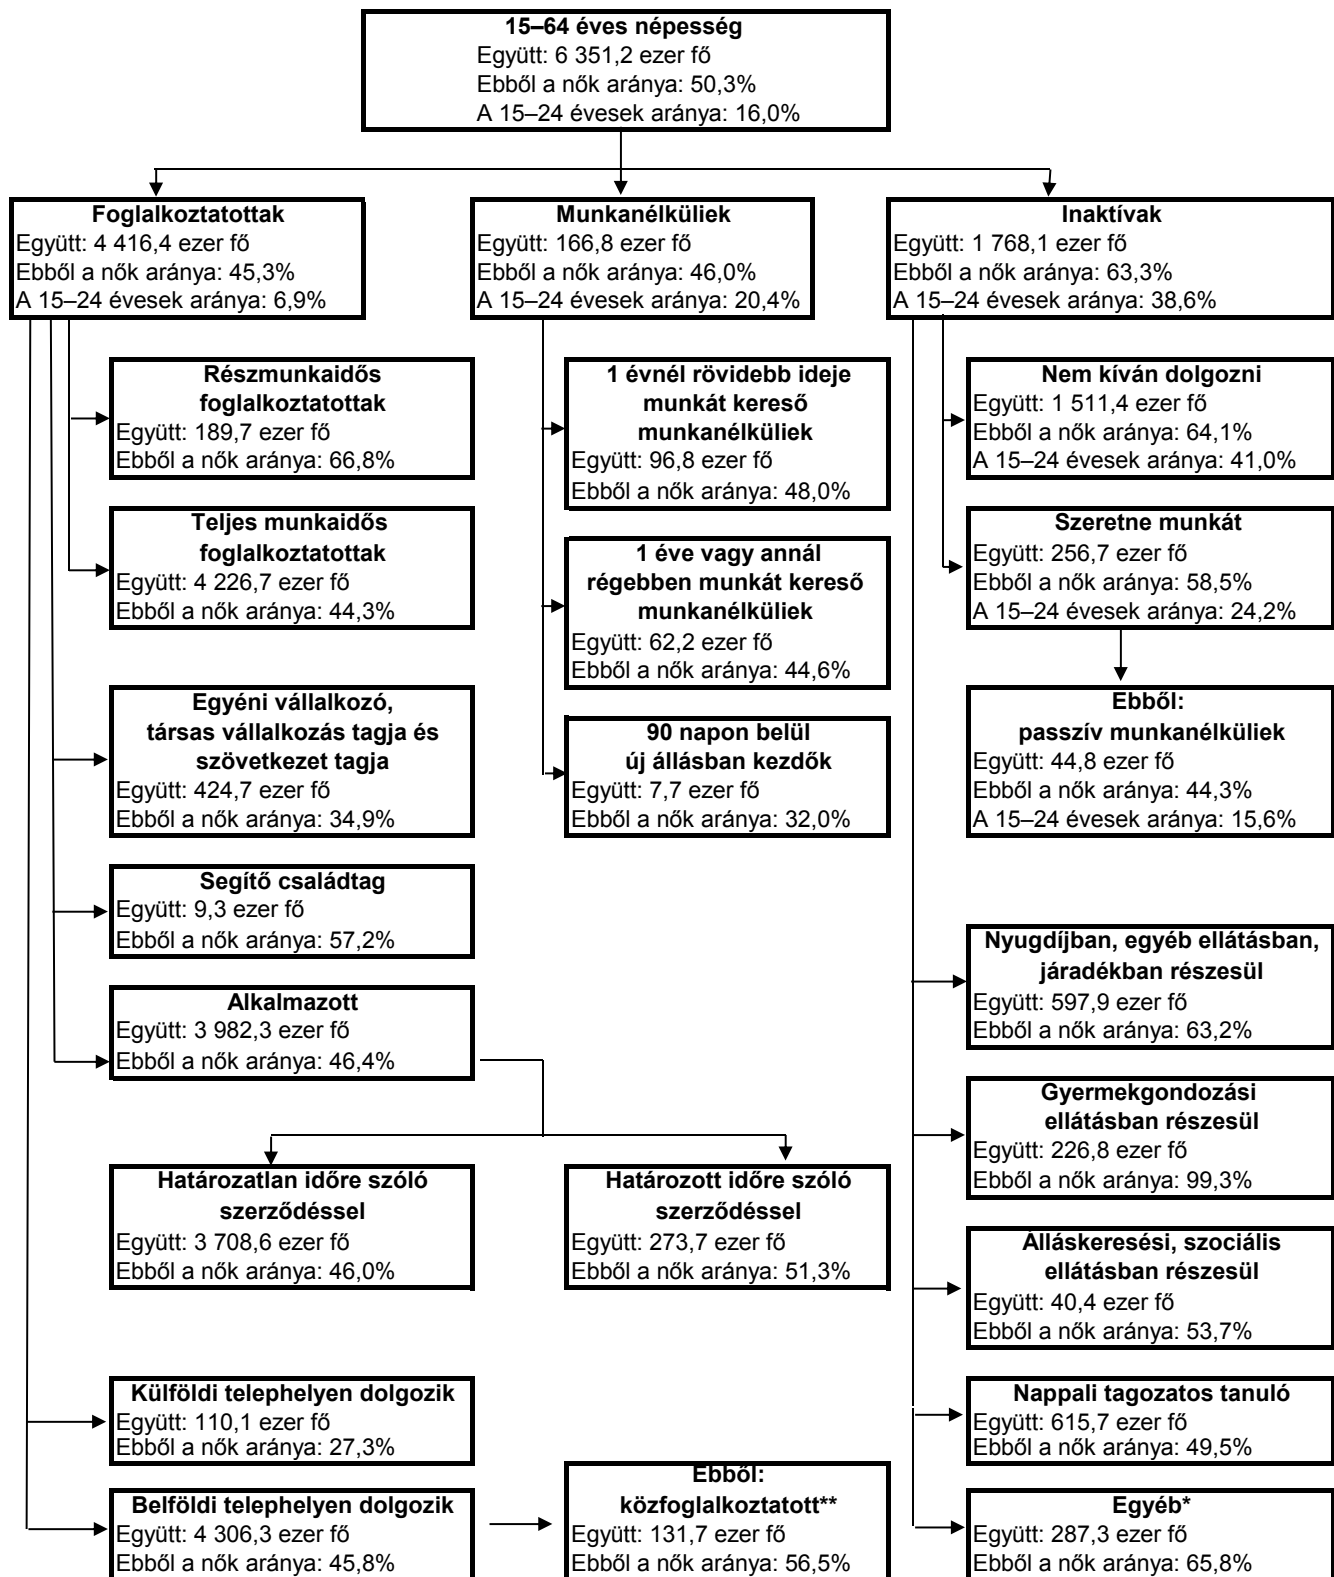 15–64 éves népesség
Együtt: 6 351,2 ezer fő
Ebből a nők aránya: 50,3%
A 15–24 évesek aránya: 16,0%
Foglalkoztatottak
Együtt: 4 416,4 ezer fő
Ebből a nők aránya: 45,3%
A 15–24 évesek aránya: 6,9%
Munkanélküliek
Együtt: 166,8 ezer fő
Ebből a nők aránya: 46,0%
A 15–24 évesek aránya: 20,4%
Inaktívak
Együtt: 1 768,1 ezer fő
Ebből a nők aránya: 63,3%
A 15–24 évesek aránya: 38,6%
Részmunkaidős
foglalkoztatottak
Együtt: 189,7 ezer fő
Ebből a nők aránya: 66,8%
Teljes munkaidős
foglalkoztatottak
Együtt: 4 226,7 ezer fő
Ebből a nők aránya: 44,3%
Egyéni vállalkozó,
társas vállalkozás tagja és
szövetkezet tagja
Együtt: 424,7 ezer fő
Ebből a nők aránya: 34,9%
Segítő családtag
Együtt: 9,3 ezer fő
Ebből a nők aránya: 57,2%
Alkalmazott
Együtt: 3 982,3 ezer fő
Ebből a nők aránya: 46,4%
Határozatlan időre szóló
szerződéssel
Együtt: 3 708,6 ezer fő
Ebből a nők aránya: 46,0%
Külföldi telephelyen dolgozik
Együtt: 110,1 ezer fő
Ebből a nők aránya: 27,3%
Belföldi telephelyen dolgozik
Együtt: 4 306,3 ezer fő
Ebből a nők aránya: 45,8%
1 évnél rövidebb ideje
munkát kereső
munkanélküliek
Együtt: 96,8 ezer fő
Ebből a nők aránya: 48,0%
1 éve vagy annál
régebben munkát kereső
munkanélküliek
Együtt: 62,2 ezer fő
Ebből a nők aránya: 44,6%
90 napon belül
új állásban kezdők
Együtt: 7,7 ezer fő
Ebből a nők aránya: 32,0%
Határozott időre szóló
szerződéssel
Együtt: 273,7 ezer fő
Ebből a nők aránya: 51,3%
Ebből:
közfoglalkoztatott**
Együtt: 131,7 ezer fő
Ebből a nők aránya: 56,5%
Nem kíván dolgozni
Együtt: 1 511,4 ezer fő
Ebből a nők aránya: 64,1%
A 15–24 évesek aránya: 41,0%
Szeretne munkát
Együtt: 256,7 ezer fő
Ebből a nők aránya: 58,5%
A 15–24 évesek aránya: 24,2%
Ebből:
passzív munkanélküliek
Együtt: 44,8 ezer fő
Ebből a nők aránya: 44,3%
A 15–24 évesek aránya: 15,6%
Nyugdíjban, egyéb ellátásban,
járadékban részesül
Együtt: 597,9 ezer fő
Ebből a nők aránya: 63,2%
Gyermekgondozási
ellátásban részesül
Együtt: 226,8 ezer fő
Ebből a nők aránya: 99,3%
Álláskeresési, szociális
ellátásban részesül
Együtt: 40,4 ezer fő
Ebből a nők aránya: 53,7%
Nappali tagozatos tanuló
Együtt: 615,7 ezer fő
Ebből a nők aránya: 49,5%
Egyéb*
Együtt: 287,3 ezer fő
Ebből a nők aránya: 65,8%